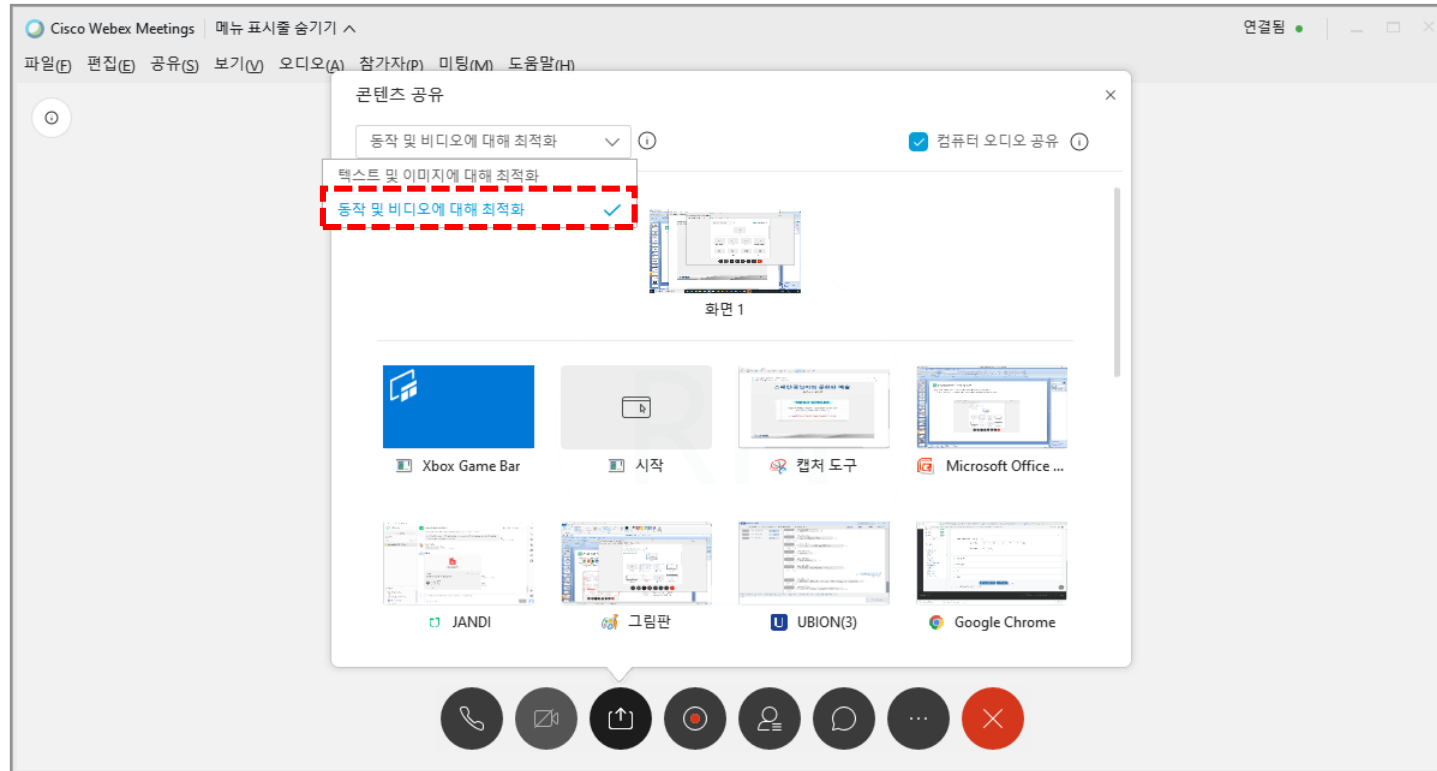 Cisco Webex Meetings 메뉴 표시줄 숨기기 연결됨
파일(F) 편집(E) 공유(S) 보기(V) 오디오(A) 참가자(P) 미팅(M) 도움말(H)
콘텐츠 공유
동작 및 비디오에 대해 최적화 컴퓨터 오디오 공유
텍스트 및 이미지에 대해 최적화
동작 및 비디오에 대해 최적화
화면 1
Xbox Game Bar 시작 캡처 도구 Microsoft Office ...
JANDI 그림판 UBION(3) Google Chrome